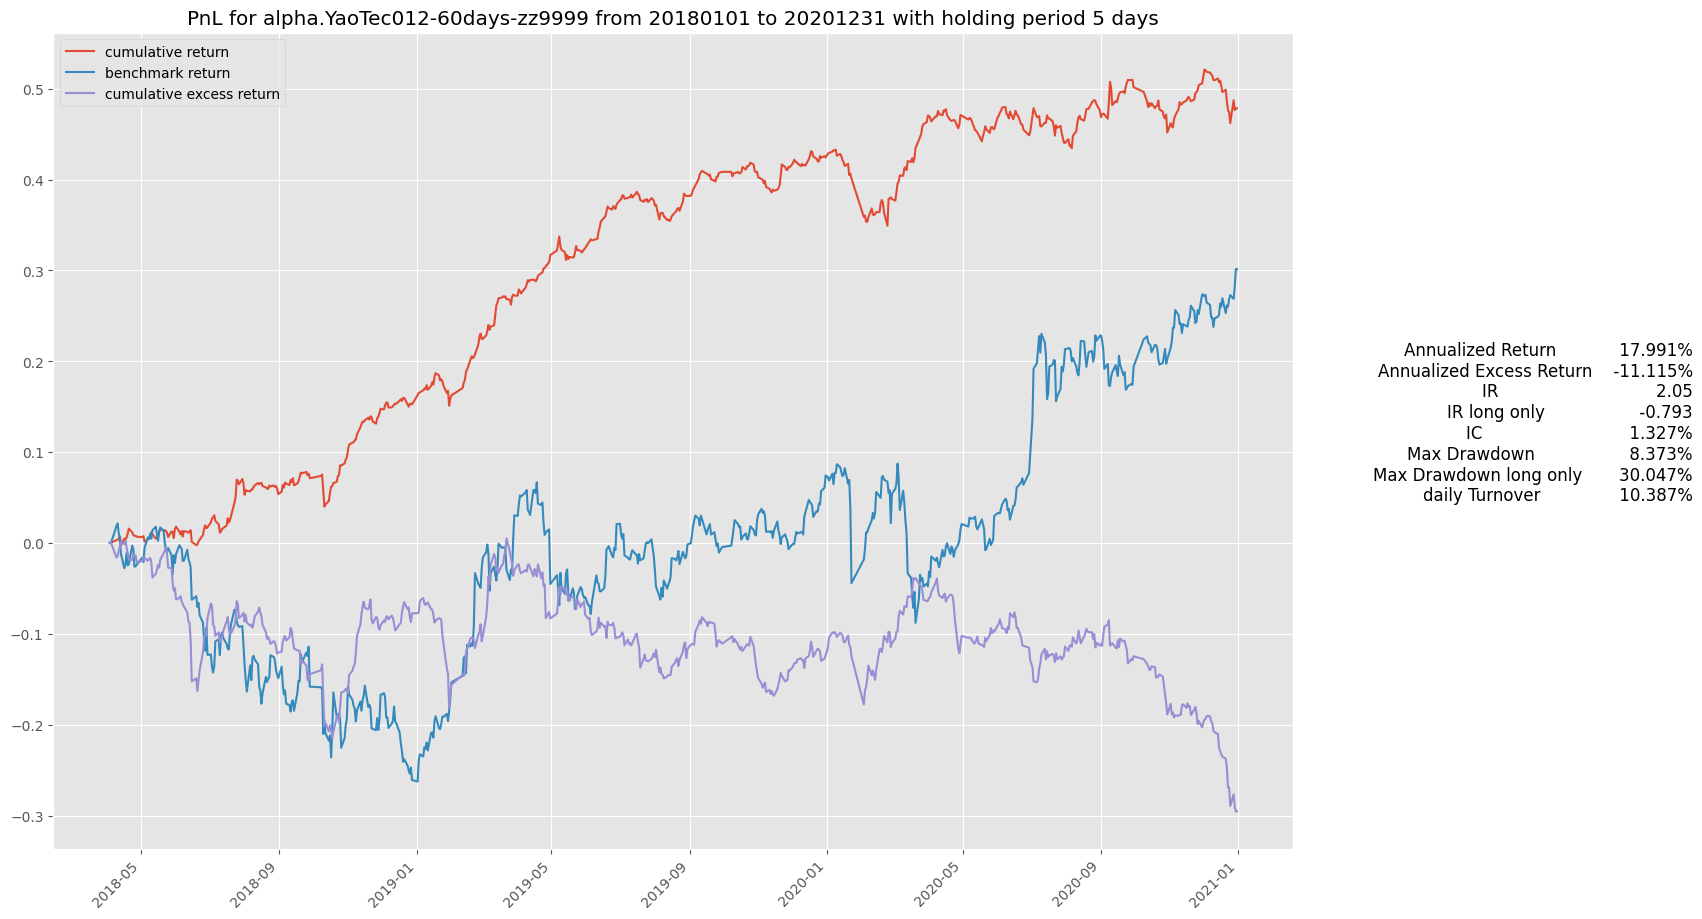 PnL for alpha.YaoTec012-60days-zz9999 from 20180101 to 20201231 with holding period 5 days
cumulative return
benchmark return
cumulative excess return
0.5
0.4
0.3
0.2
0.1
0.0
−0.1
−0.2
−0.3
2018-05
2018-09
2019-01
2019-05
2019-09
2020-01
2020-05
2020-09
2021-01
Annualized Return 17.991%
Annualized Excess Return -11.115%
IR 2.05
IR long only -0.793
IC 1.327%
Max Drawdown 8.373%
Max Drawdown long only 30.047%
daily Turnover 10.387%